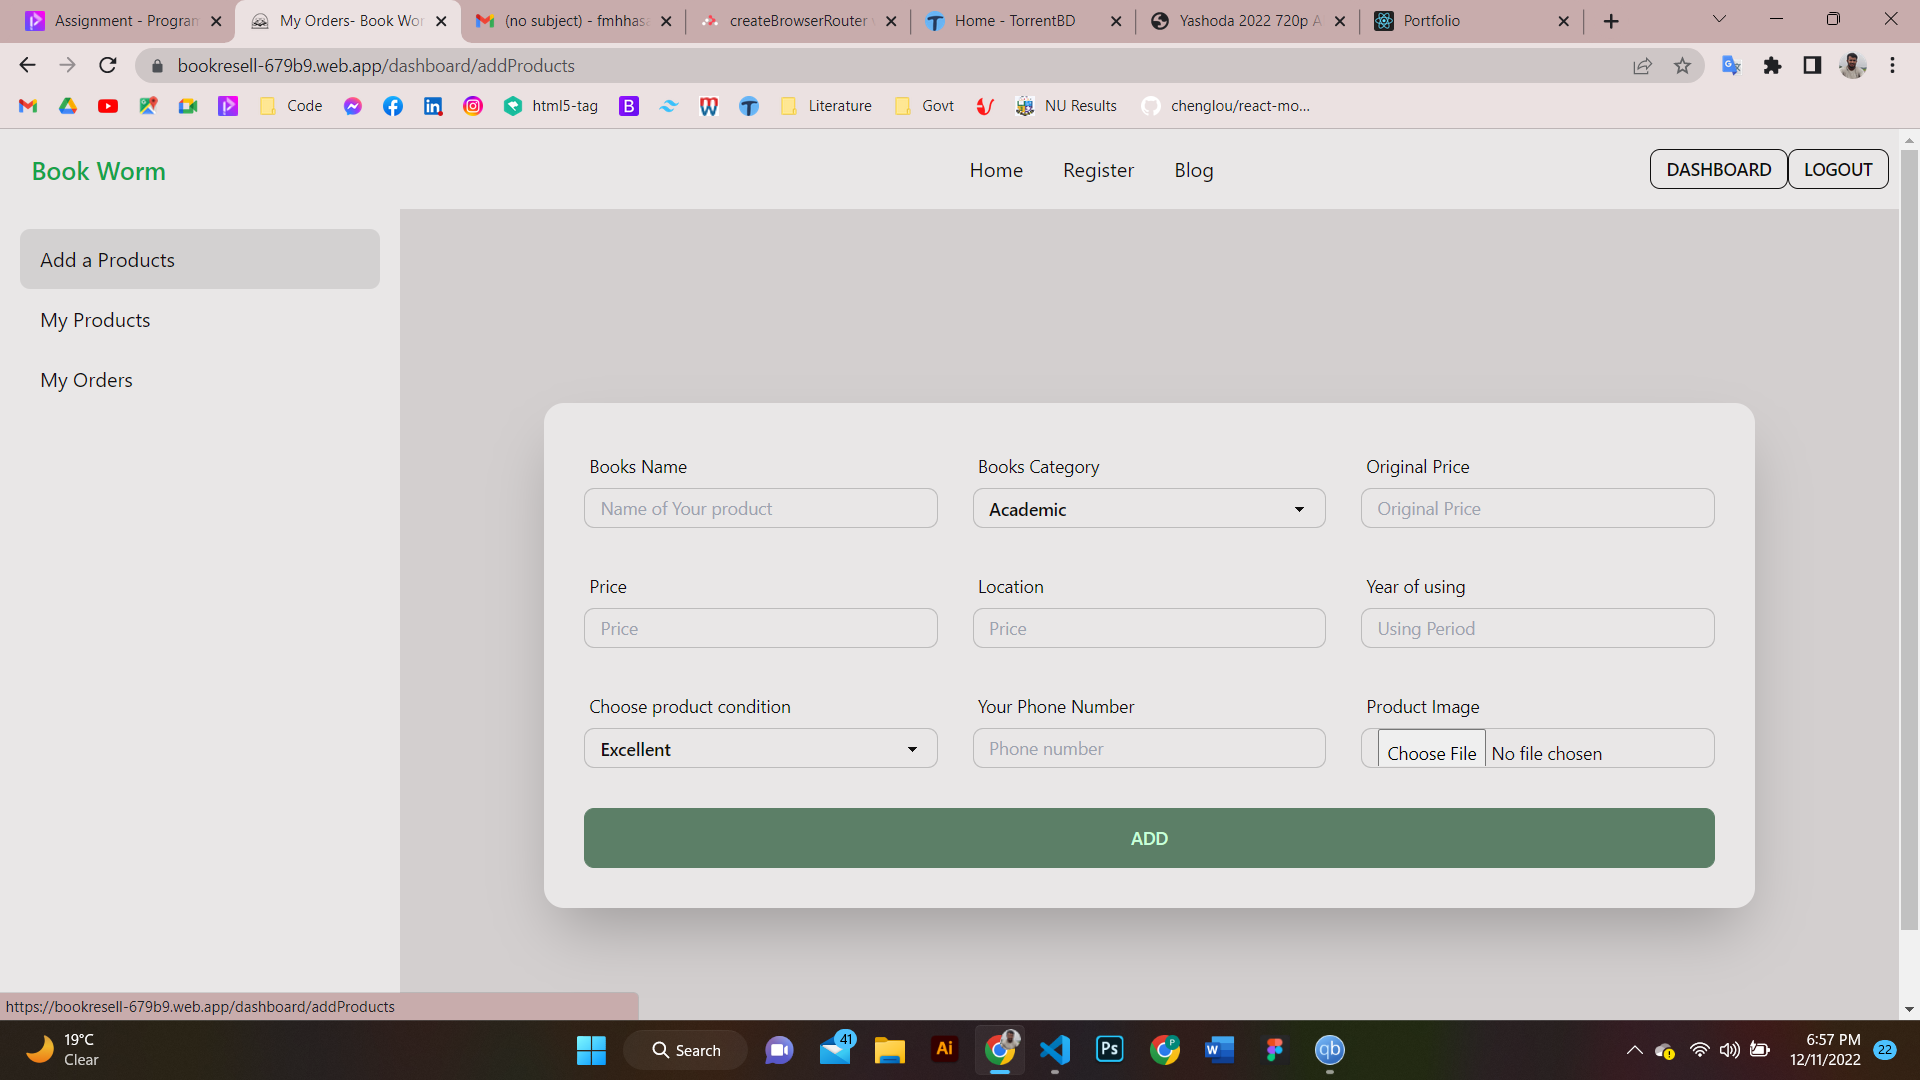 Assignment - Program
My Orders- Book Wor
(no subject) - fmhhasa
createBrowserRouter
Home - TorrentBD
Yashoda 2022 720p A
Portfolio
bookresell-679b9.web.app/dashboard/addProducts
Code
html5-tag
Literature
Govt
NU Results
chenglou/react-mo...
Book Worm
Home
Register
Blog
DASHBOARD
LOGOUT
Add a Products
My Products
My Orders
Books Name
Books Category
Original Price
Name of Your product
Academic
Original Price
Price
Location
Year of using
Price
Price
Using Period
Choose product condition
Your Phone Number
Product Image
Excellent
Phone number
Choose File No file chosen
ADD
https://bookresell-679b9.web.app/dashboard/addProducts
19°C
Clear
Search
41
Ai
Ps
P
W
qb
6:57 PM
12/11/2022
22